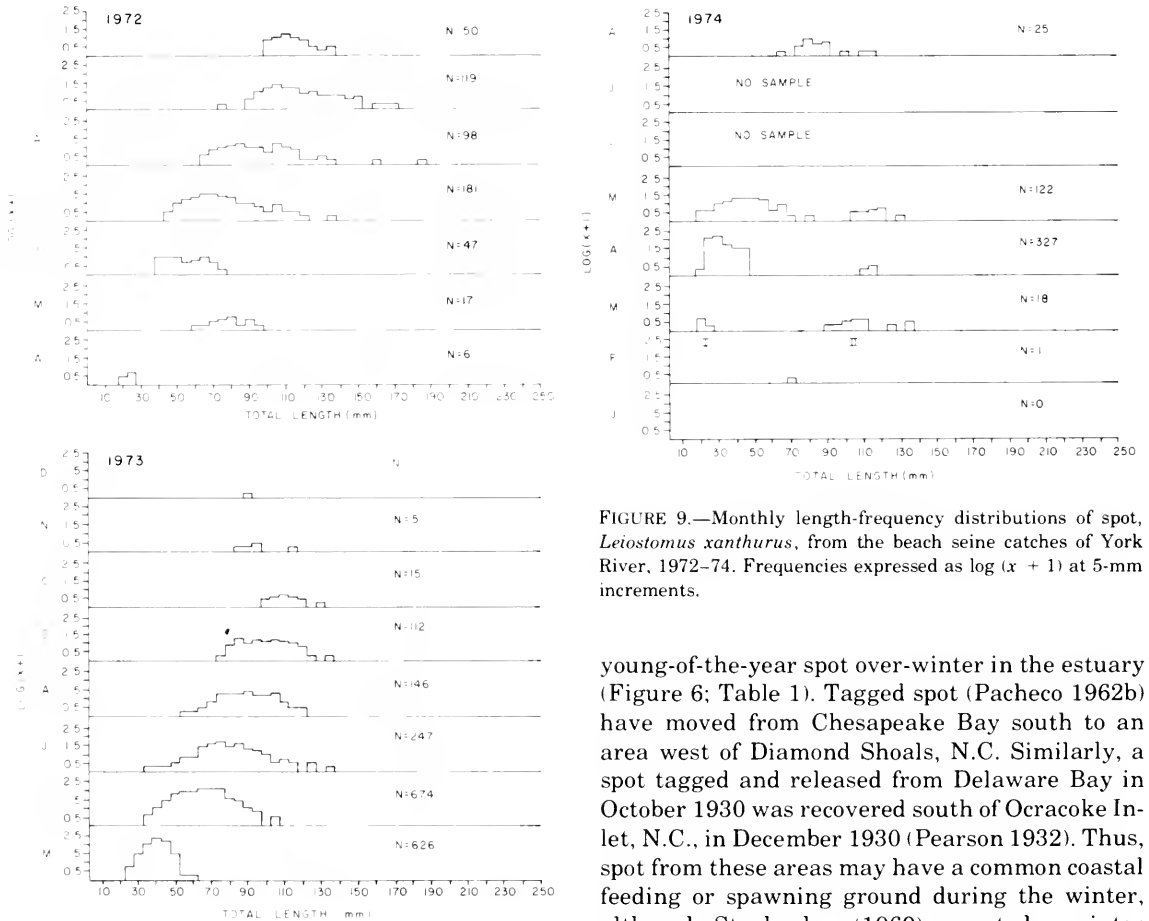 1972
N=50
N=119
N=98
N=181
N=47
M
N=17
A
N=6
2.5
1.5
0.5
10 30 50 70 90 110 130 150 170 190 210 230 250
TOTAL LENGTH (mm)
1973
D
N
N=5
N=15
N=112
A
N=146
J
N=247
N=674
M
N=626
LOG (x+1)
10 30 50 70 90 110 130 150 170 190 210 230 250
TOTAL LENGTH mm)
1974
A
N=25
J
NO SAMPLE
NO SAMPLE
M
N=122
LOG (x+1)
A
N=327
M
N=18
I II
F
N=1
J
N=0
10 30 50 70 90 110 130 150 170 190 210 230 250
TOTAL LENGTH (mm)
FIGURE 9.—Monthly length-frequency distributions of spot,
Leiostomus xanthurus, from the beach seine catches of York
River, 1972–74. Frequencies expressed as log (x + 1) at 5-mm
increments.
young-of-the-year spot over-winter in the estuary
(Figure 6; Table 1). Tagged spot (Pacheco 1962b)
have moved from Chesapeake Bay south to an
area west of Diamond Shoals, N.C. Similarly, a
spot tagged and released from Delaware Bay in
October 1930 was recovered south of Ocracoke In-
let, N.C., in December 1930 (Pearson 1932). Thus,
spot from these areas may have a common coastal
feeding or spawning ground during the winter,